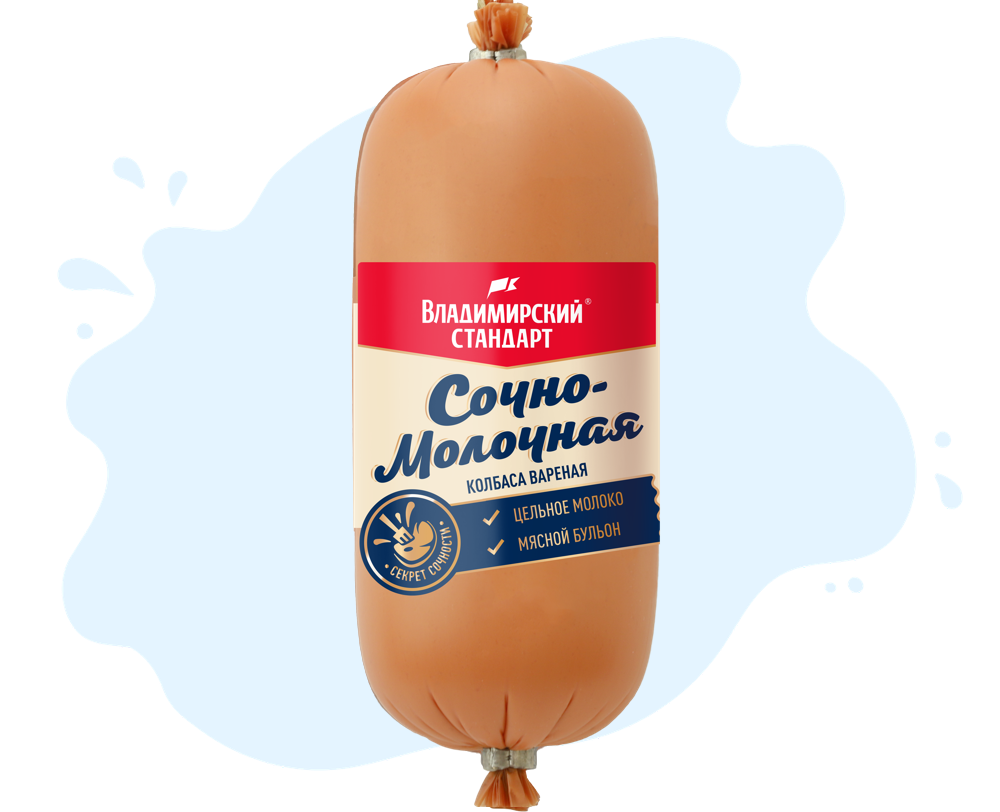 ВЛАДИМИРСКИЙ®
СТАНДАРТ
Сочно-
Молочная
КОЛБАСА ВАРЕНАЯ
ЦЕЛЬНОЕ МОЛОКО
МЯСНОЙ БУЛЬОН
• СЕКРЕТ СОЧНОСТИ •